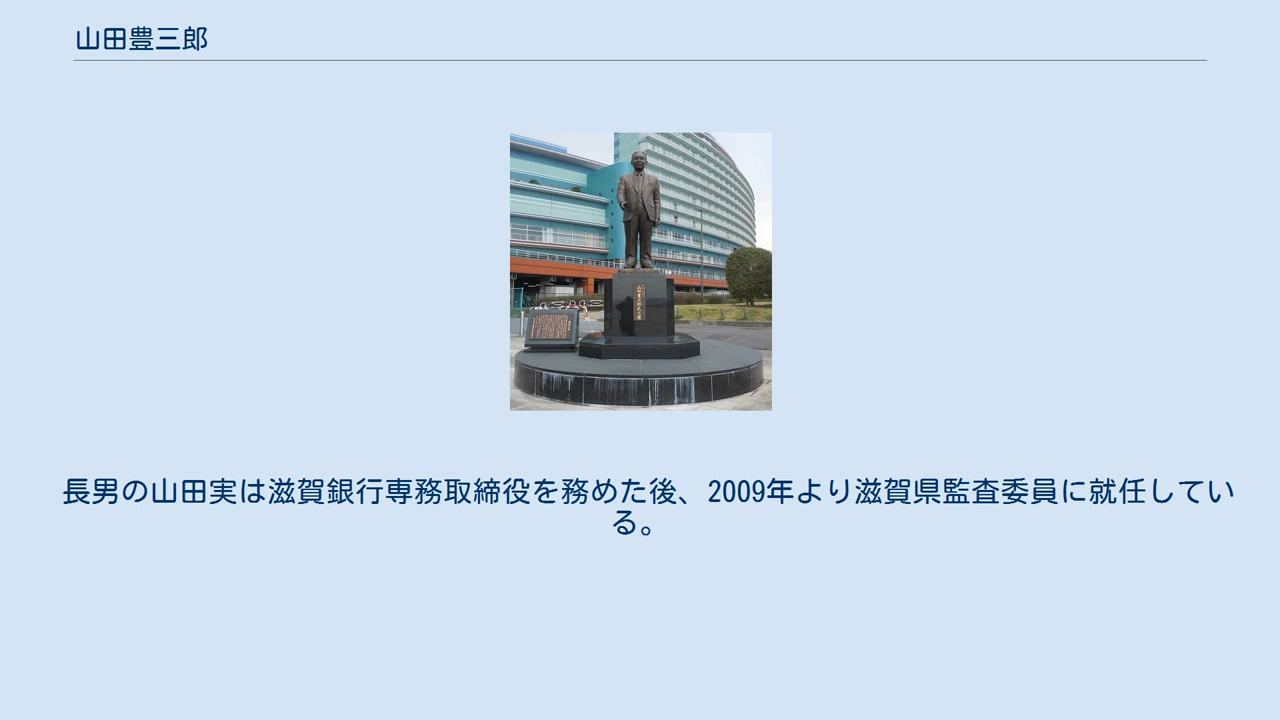 山田豊三郎
長男の山田実は滋賀銀行専務取締役を務めた後、2009年より滋賀県監査委員に就任してい
る。